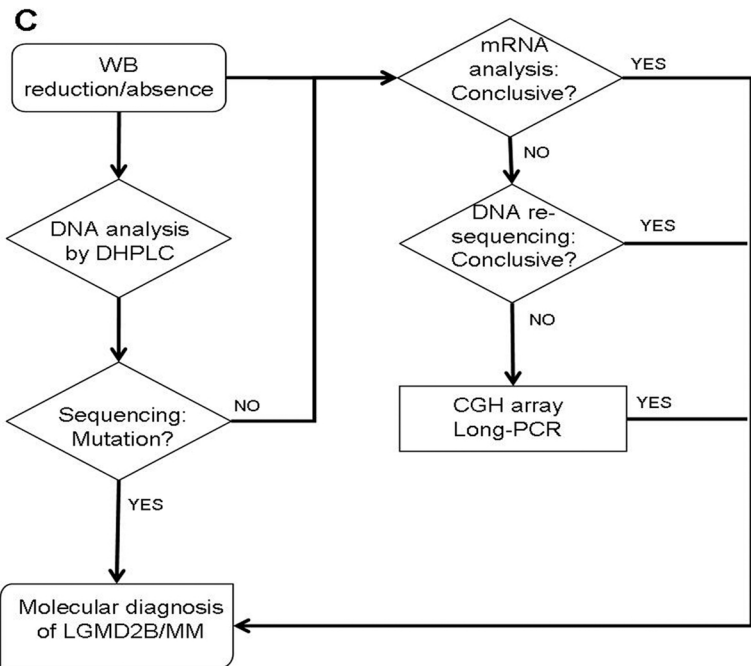 C
WB
reduction/absence
DNA analysis
by DHPLC
Sequencing:
Mutation?
NO
YES
Molecular diagnosis
of LGMD2B/MM
mRNA
analysis:
Conclusive?
YES
NO
DNA re-
sequencing:
Conclusive?
YES
NO
CGH array
Long-PCR
YES